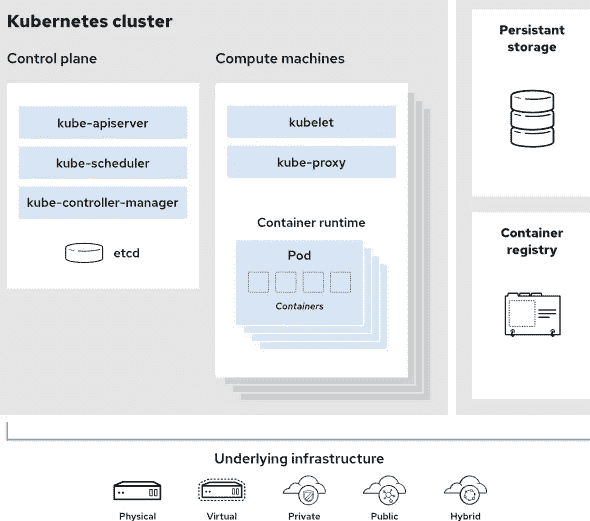 Kubernetes cluster
Control plane
kube-apiserver
kube-scheduler
kube-controller-manager
etcd
Compute machines
kubelet
kube-proxy
Container runtime
Pod
Containers
Persistant
storage
Container
registry
Underlying infrastructure
Physical
Virtual
Private
Public
Hybrid